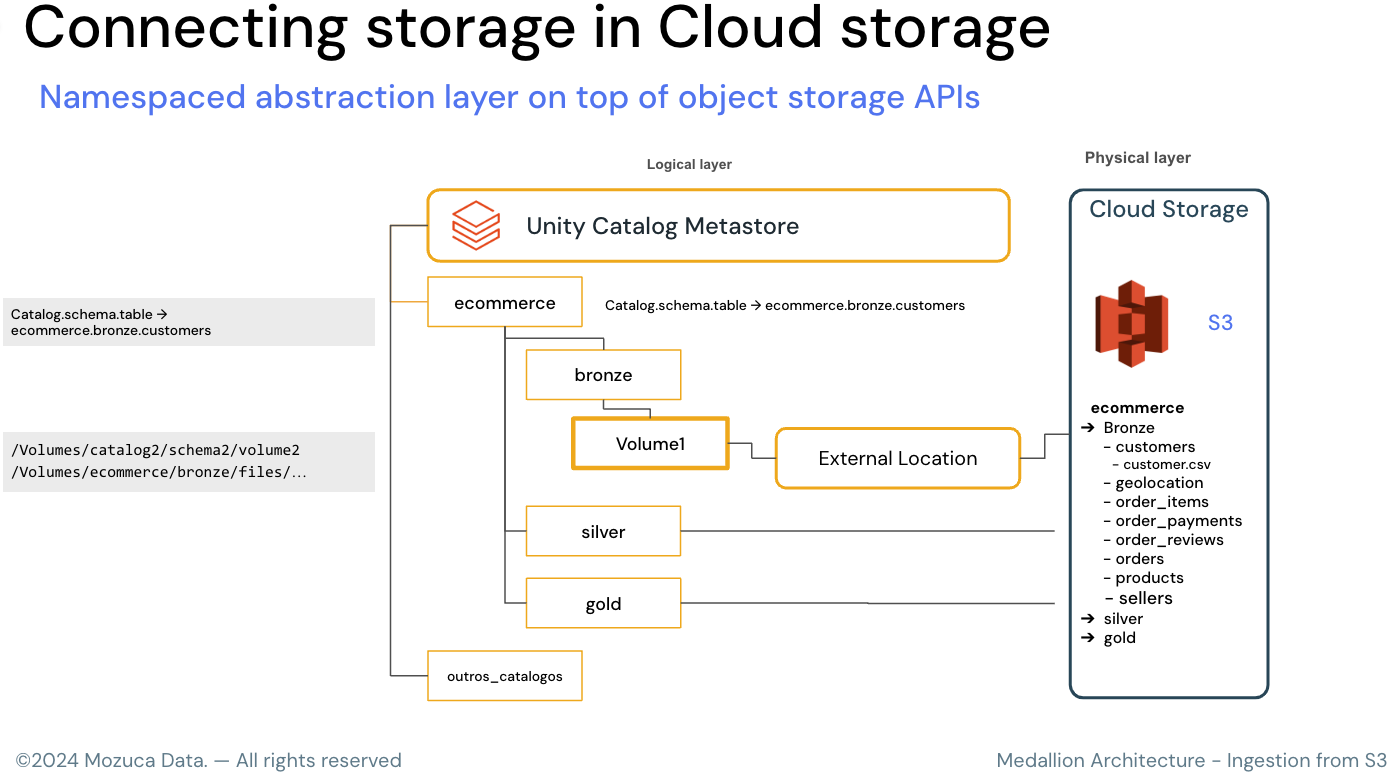 Connecting storage in Cloud storage
Namespaced abstraction layer on top of object storage APIs
Logical layer
Physical layer
Unity Catalog Metastore
Cloud Storage
ecommerce
Catalog.schema.table → ecommerce.bronze.customers
Catalog.schema.table →
ecommerce.bronze.customers
S3
bronze
/Volumes/catalog2/schema2/volume2
/Volumes/ecommerce/bronze/files/...
Volume1
External Location
silver
gold
outros_catalogos
ecommerce
➔ Bronze
- customers
- customer.csv
- geolocation
- order_items
- order_payments
- order_reviews
- orders
- products
- sellers
➔ silver
➔ gold
©2024 Mozuca Data. — All rights reserved
Medallion Architecture - Ingestion from S3